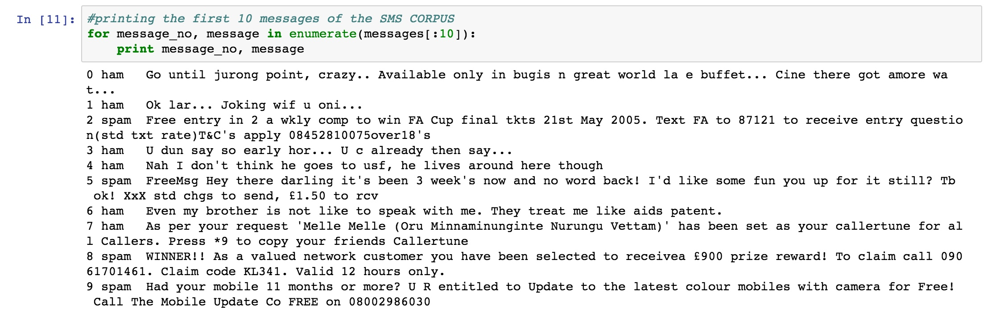 In [11]: #printing the first 10 messages of the SMS CORPUS
for message_no, message in enumerate(messages[:10]):
    print message_no, message
0 ham   Go until jurong point, crazy.. Available only in bugis n great world la e buffet... Cine there got amore wa
t...
1 ham   Ok lar... Joking wif u oni...
2 spam  Free entry in 2 a wkly comp to win FA Cup final tkts 21st May 2005. Text FA to 87121 to receive entry questio
n(std txt rate)T&C's apply 08452810075over18's
3 ham   U dun say so early hor... U c already then say...
4 ham   Nah I don't think he goes to usf, he lives around here though
5 spam  FreeMsg Hey there darling it's been 3 week's now and no word back! I'd like some fun you up for it still? Tb
 ok! XxX std chgs to send, £1.50 to rcv
6 ham   Even my brother is not like to speak with me. They treat me like aids patent.
7 ham   As per your request 'Melle Melle (Oru Minnaminunginte Nurungu Vettam)' has been set as your callertune for al
l Callers. Press *9 to copy your friends Callertune
8 spam  WINNER!! As a valued network customer you have been selected to receivea £900 prize reward! To claim call 090
61701461. Claim code KL341. Valid 12 hours only.
9 spam  Had your mobile 11 months or more? U R entitled to Update to the latest colour mobiles with camera for Free!
 Call The Mobile Update Co FREE on 08002986030